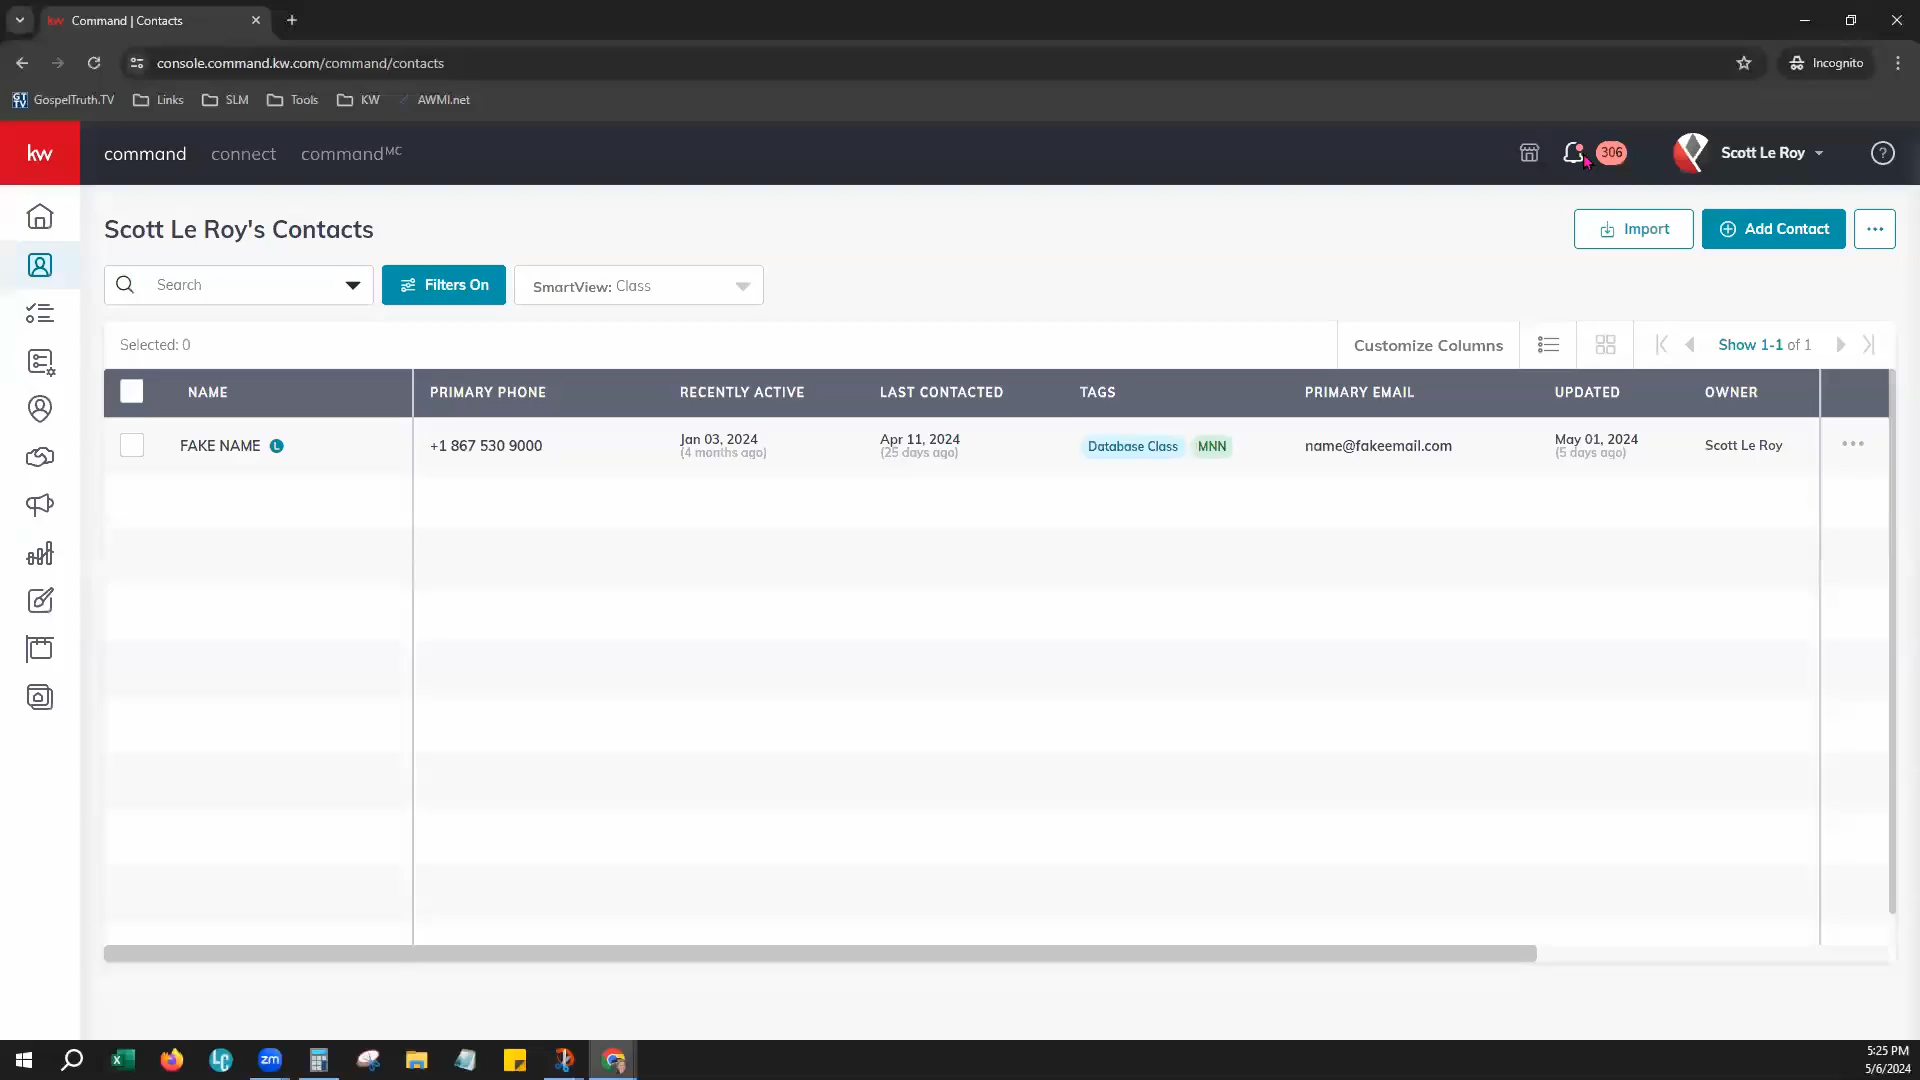 kw Command | Contacts
console.command.kw.com/command/contacts
Incognito
GT TV GospelTruth.TV Links SLM Tools KW AWMI.net
kw command connect commandMC 306 Scott Le Roy ?
Scott Le Roy's Contacts
Import Add Contact ...
Search Filters On SmartView: Class
Selected: 0 Customize Columns Show 1-1 of 1
NAME PRIMARY PHONE RECENTLY ACTIVE LAST CONTACTED TAGS PRIMARY EMAIL UPDATED OWNER
FAKE NAME L +1 867 530 9000 Jan 03, 2024 Apr 11, 2024 Database Class MNN name@fakeemail.com May 01, 2024 Scott Le Roy
(4 months ago) (25 days ago) (5 days ago)
LC zm
5:25 PM
5/6/2024